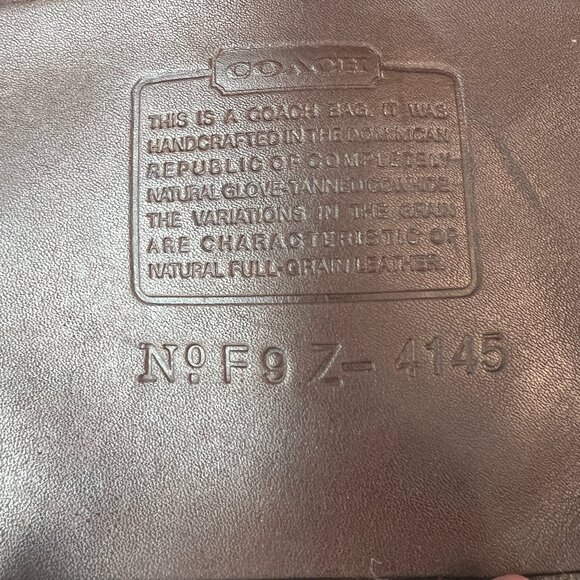 COACH
THIS IS A COACH BAG. IT WAS
HANDCRAFTED IN THE DOMINICAN
REPUBLIC OF COMPLETELY
NATURAL GLOVE-TANNED COWHIDE.
THE VARIATIONS IN THE GRAIN
ARE CHARACTERISTIC OF
NATURAL FULL-GRAIN LEATHER.
Nº F9Z-4145